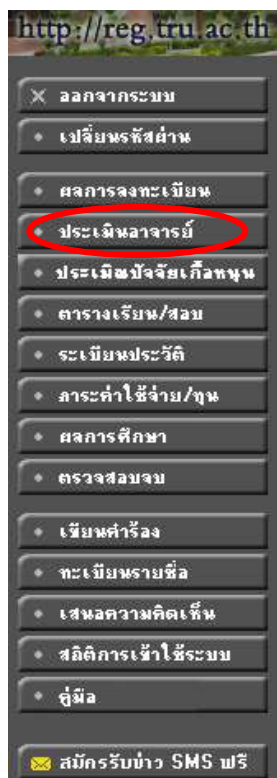 http://reg.tru.ac.th
ออกจากระบบ
เปลี่ยนรหัสผ่าน
ผลการลงทะเบียน
ประเมินอาจารย์
ประเมินปัจจัยเกื้อหนุน
ตารางเรียน/สอบ
ระเบียนประวัติ
ภาระค่าใช้จ่าย/ทุน
ผลการศึกษา
ตรวจสอบจบ
เขียนคำร้อง
ทะเบียนรายชื่อ
เสนอความคิดเห็น
สถิติการเข้าใช้ระบบ
คู่มือ
สมัครรับข่าว SMS ฟรี